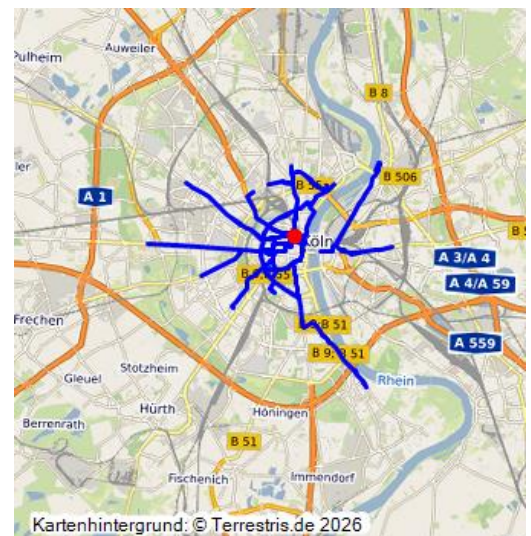 Auweiler
Pulheim
B 8
B 506
A 1
Köln
A 3/A 4
A 4/A 59
B 51
Frechen
A 559
B 9; B 51
Stotzheim
Gleuel
Rhein
Hürth
Höningen
Berrenrath
B 51
Fischenich
Immendorf
Kartenhintergrund: © Terrestris.de 2026